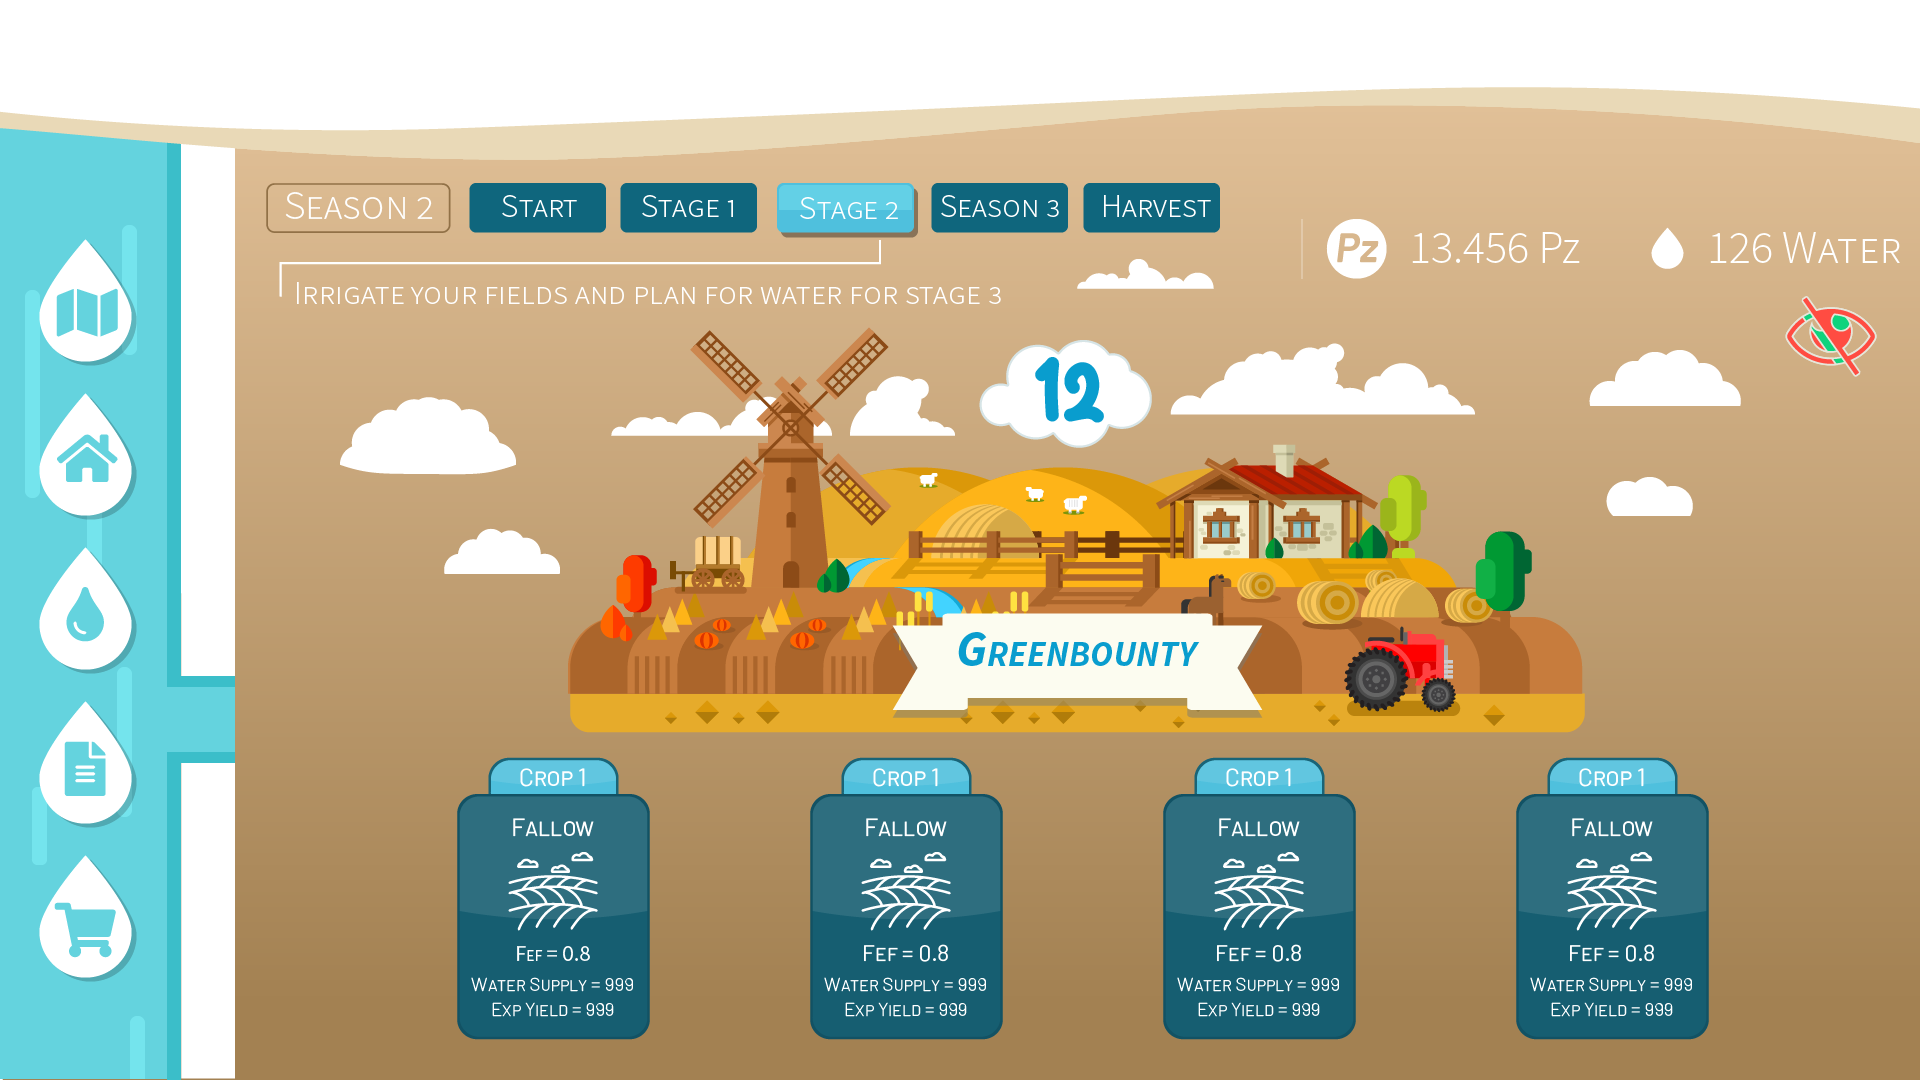 SEASON 2
START
STAGE 1
STAGE 2
SEASON 3
HARVEST
Pz 13.456 Pz
126 WATER
IRRIGATE YOUR FIELDS AND PLAN FOR WATER FOR STAGE 3
12
GREENBOUNTY
CROP 1
FALLOW
FEF = 0.8
WATER SUPPLY = 999
EXP YIELD = 999
CROP 1
FALLOW
FEF = 0.8
WATER SUPPLY = 999
EXP YIELD = 999
CROP 1
FALLOW
FEF = 0.8
WATER SUPPLY = 999
EXP YIELD = 999
CROP 1
FALLOW
FEF = 0.8
WATER SUPPLY = 999
EXP YIELD = 999